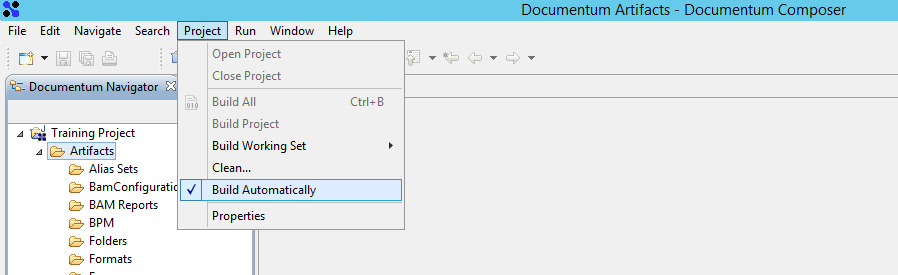 Documentum Artifacts - Documentum Composer
File Edit Navigate Search Project Run Window Help
Open Project
Close Project
Build All Ctrl+B
Build Project
Build Working Set
Clean...
Build Automatically
Properties
Documentum Navigator
Training Project
Artifacts
Alias Sets
BamConfiguratio
BAM Reports
BPM
Folders
Formats